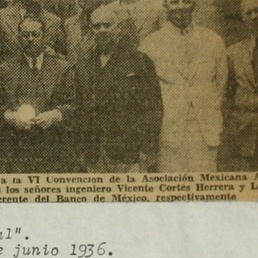 a la VI Convención de la Asociación Mexicana A
los señores ingeniero Vicente Cortés Herrera y L
erente del Banco de México, respectivamente
al".
e junio 1936.